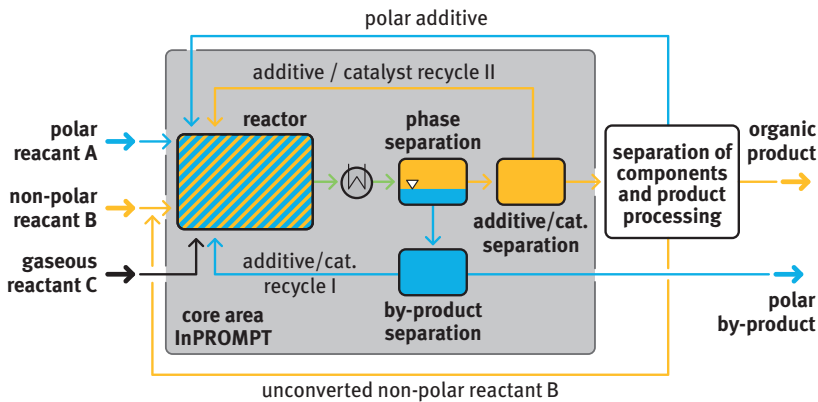 polar additive
additive / catalyst recycle II
reactor
phase
separation
polar
reacant A
non-polar
reacant B
gaseous
reactant C
additive/cat.
separation
separation of
components
and product
processing
organic
product
additive/cat.
recycle I
by-product
separation
core area
InPROMPT
polar
by-product
unconverted non-polar reactant B